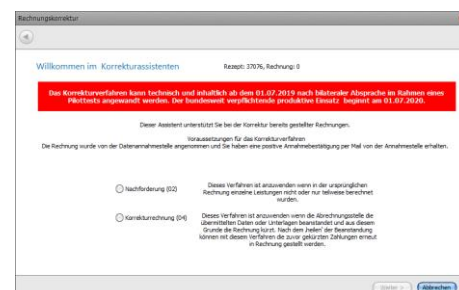 Rechnungskorrektur
Willkommen im Korrekturassistenten
Rezept: 37076, Rechnung: 0
Das Korrekturverfahren kann technisch und inhaltlich ab dem 01.07.2019 nach bilateraler Absprache im Rahmen eines
Pilottests angewandt werden. Der bundesweit verpflichtende produktive Einsatz beginnt am 01.07.2020.
Dieser Assistent unterstützt Sie bei der Korrektur bereits gestellter Rechnungen.
Voraussetzungen für das Korrekturverfahren
Die Rechnung wurde von der Datenannahmestelle angenommen und Sie haben eine positive Annahmebestätigung per Mail von der Annahmestelle erhalten.
Nachforderung (02)
Dieses Verfahren ist anzuwenden wenn in der ursprünglichen
Rechnung einzelne Leistungen nicht oder nur teilweise berechnet
wurden.
Korrekturrechnung (04)
Dieses Verfahren ist anzuwenden wenn die Abrechnungsstelle die
übermittelten Daten oder Unterlagen beanstandet und aus diesem
Grunde die Rechnung kürzt. Nach dem 'heilen' der Beanstandung
können mit diesem Verfahren die zuvor gekürzten Zahlungen erneut
in Rechnung gestellt werden.
Weiter >
Abbrechen